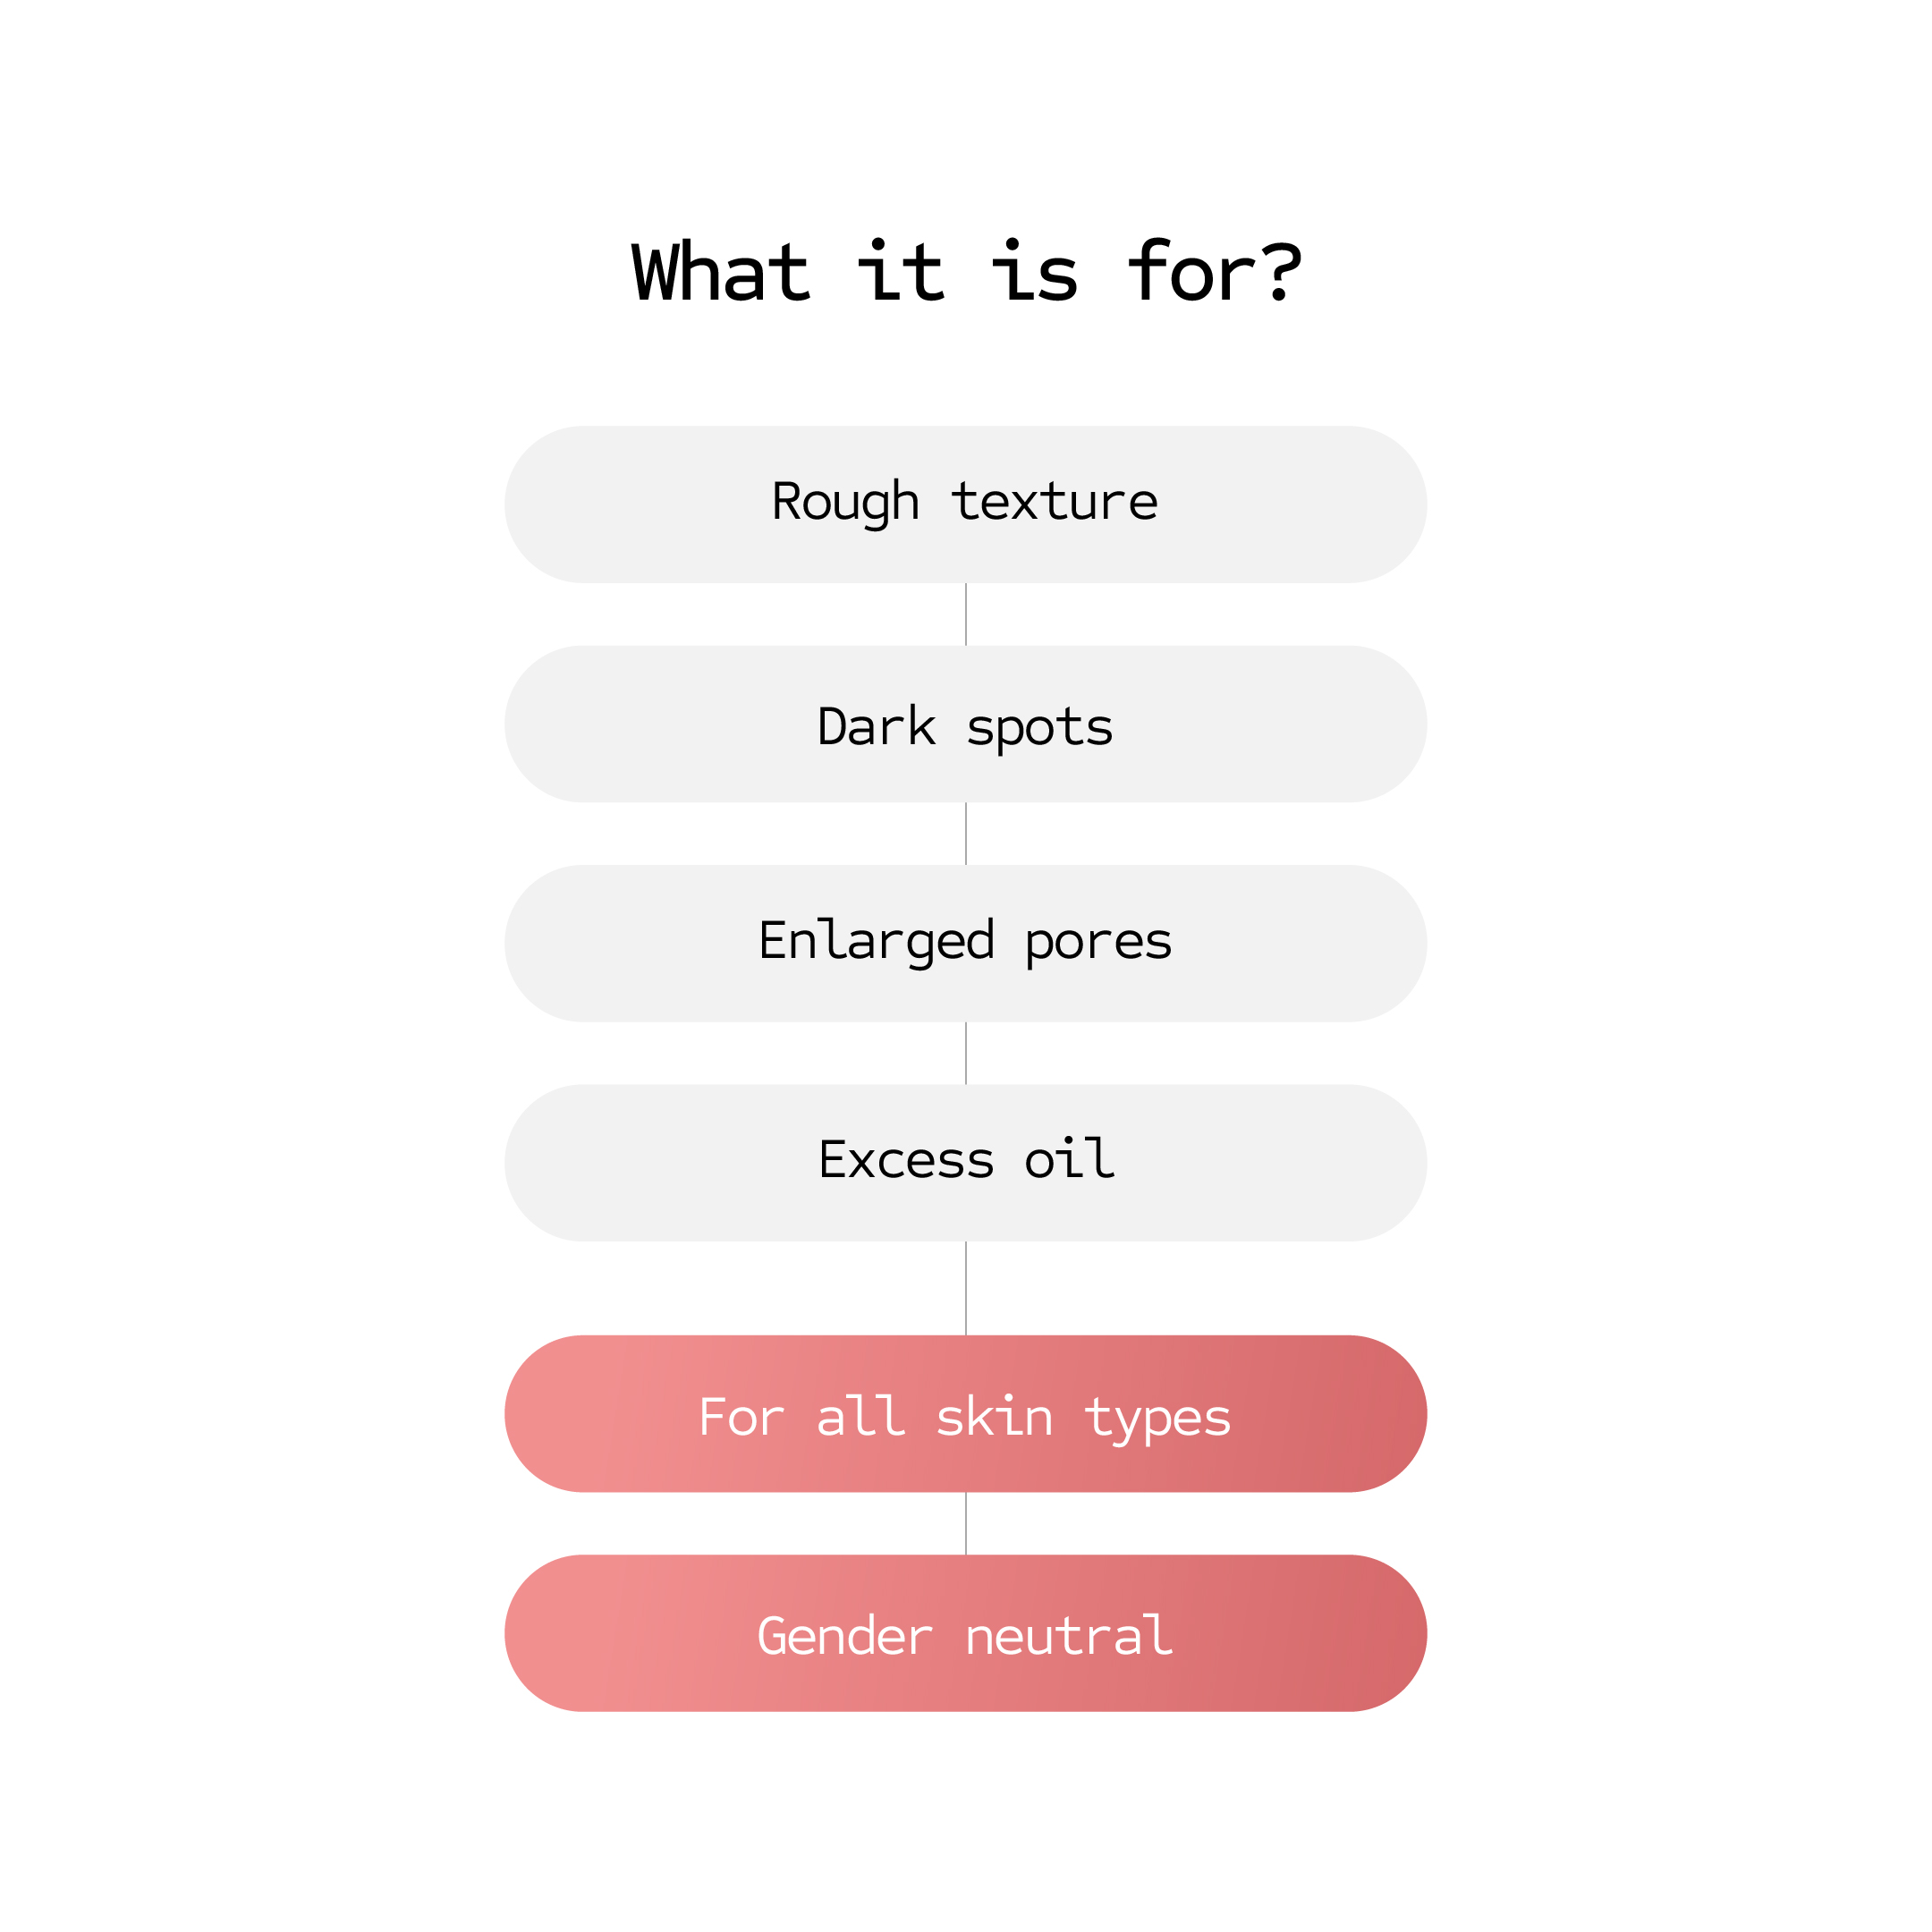 What it is for?
Rough texture
Dark spots
Enlarged pores
Excess oil
For all skin types
Gender neutral